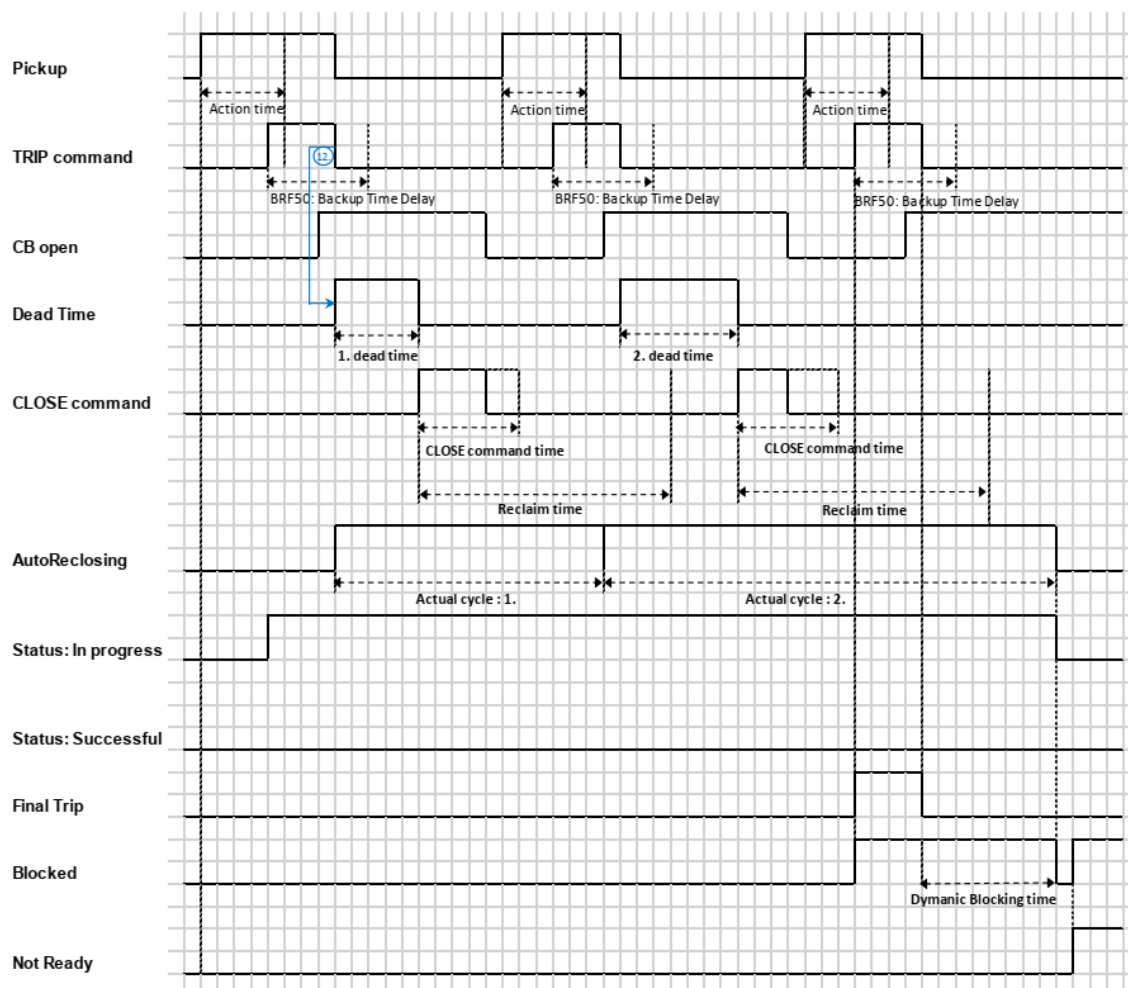 Pickup
Action time
Action time
Action time
TRIP command
12.
BRF50: Backup Time Delay
BRF50: Backup Time Delay
BRF50: Backup Time Delay
CB open
Dead Time
1. dead time
2. dead time
CLOSE command
CLOSE command time
CLOSE command time
Reclaim time
Reclaim time
AutoReclosing
Actual cycle : 1.
Actual cycle : 2.
Status: In progress
Status: Successful
Final Trip
Blocked
Dymanic Blocking time
Not Ready